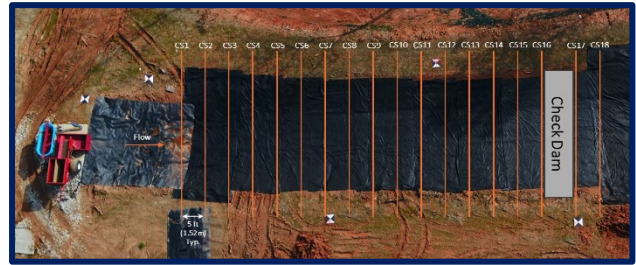 CS1 CS2 CS3 CS4 CS5 CS6 CS7 CS8 CS9 CS10 CS11 CS12 CS13 CS14 CS15 CS16 CS17 CS18
Check Dam
Flow
5 ft
(1.52m)
Typ.